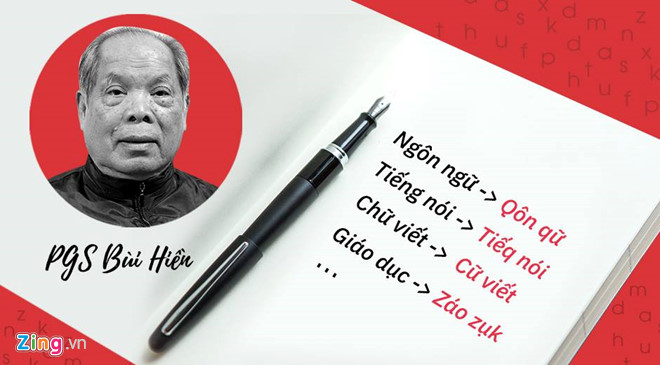 PGS Bùi Hiền
Ngôn ngữ -> Qôn qữ
Tiếng nói -> Tiếq nói
Chữ viết -> Cữ viết
Giáo dục -> Záo zụk
...
Zing.vn